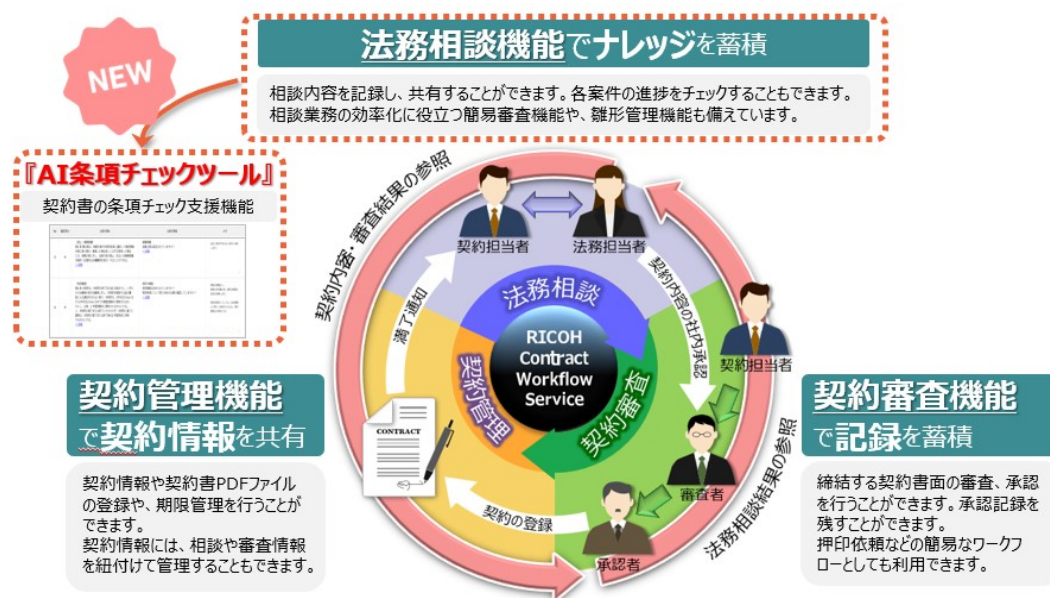 NEW
法務相談機能でナレッジを蓄積
相談内容を記録し、共有することができます。各案件の進捗をチェックすることもできます。
相談業務の効率化に役立つ簡易審査機能や、雛形管理機能も備えています。
『AI条項チェックツール』
契約書の条項チェック支援機能
契約内容・審査結果の参照
契約担当者
法務担当者
満了通知
法務相談
契約内容の社内承認
契約担当者
RICOH
Contract
Workflow
Service
契約管理
契約審査
CONTRACT
審査者
契約の登録
承認者
法務相談結果の参照
契約管理機能
で契約情報を共有
契約情報や契約書PDFファイル
の登録や、期限管理を行うことが
できます。
契約情報には、相談や審査情報
を紐付けて管理することもできます。
契約審査機能
で記録を蓄積
締結する契約書面の審査、承認
を行うことができます。承認記録を
残すことができます。
押印依頼などの簡易なワークフ
ローとしても利用できます。